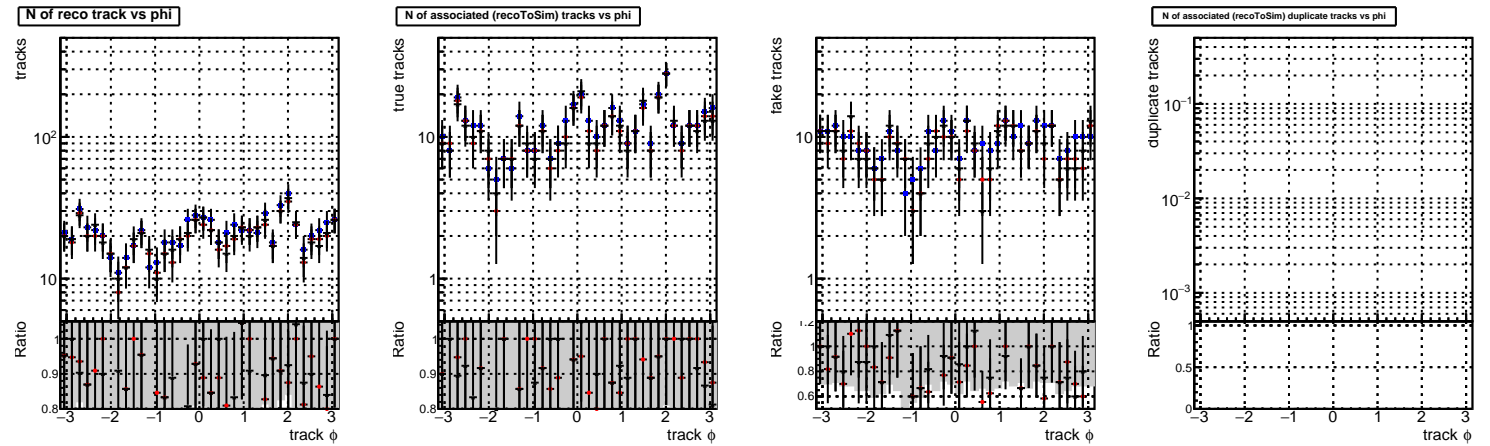 N of reco track vs phi
tracks
10²
10
Ratio
1
0.9
0.8
−3 −2 −1 0 1 2 3
track ϕ
N of associated (recoToSim) tracks vs phi
true tracks
10
1
Ratio
1
0.9
0.8
−3 −2 −1 0 1 2 3
track ϕ
fake tracks
10
1
Ratio
1.2
1
0.8
0.6
−3 −2 −1 0 1 2 3
track ϕ
N of associated (recoToSim) duplicate tracks vs phi
duplicate tracks
10⁻¹
10⁻²
10⁻³
Ratio
1
0.5
0
−3 −2 −1 0 1 2 3
track ϕ